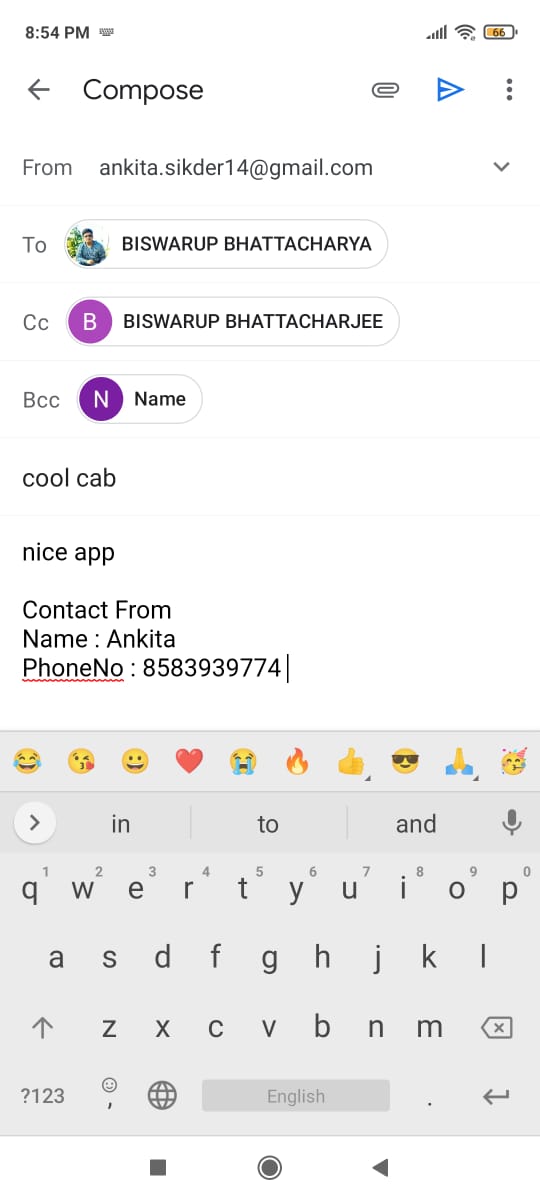 8:54 PM 66
Compose
From ankita.sikder14@gmail.com
To BISWARUP BHATTACHARYA
Cc B BISWARUP BHATTACHARJEE
Bcc N Name
cool cab
nice app
Contact From
Name : Ankita
PhoneNo : 8583939774
in to and
1 2 3 4 5 6 7 8 9 0
q w e r t y u i o p
a s d f g h j k l
z x c v b n m
?123 , English .